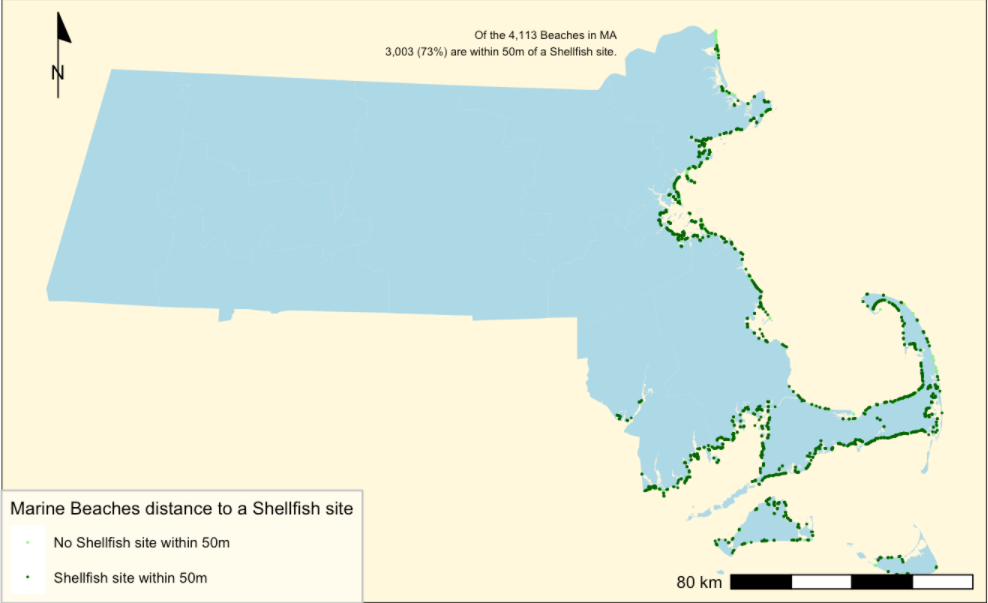 Of the 4,113 Beaches in MA
3,003 (73%) are within 50m of a Shellfish site.
N
Marine Beaches distance to a Shellfish site
No Shellfish site within 50m
Shellfish site within 50m
80 km